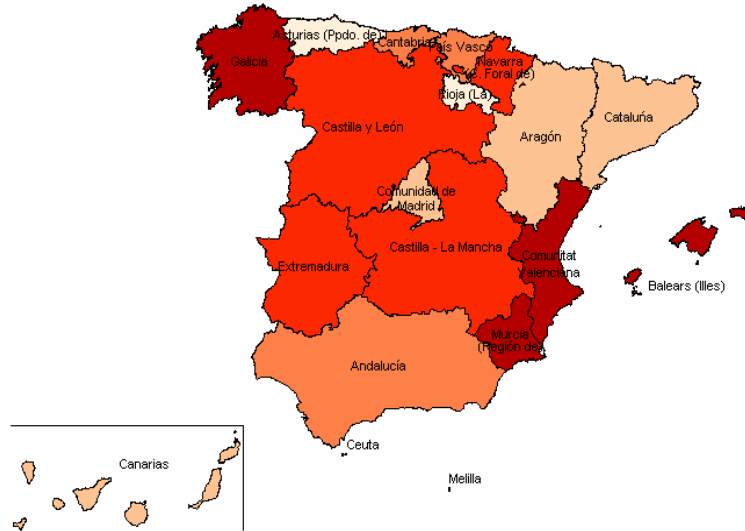 Asturias (Ppdo. de)
Cantabria
País Vasco
Galicia
Navarra
(C. Foral de)
Rioja (La)
Castilla y León
Cataluña
Aragón
Comunidad de
Madrid
Castilla - La Mancha
Comunitat
Valenciana
Extremadura
Balears (Illes)
Murcia
(Región de)
Andalucía
Ceuta
Canarias
Melilla